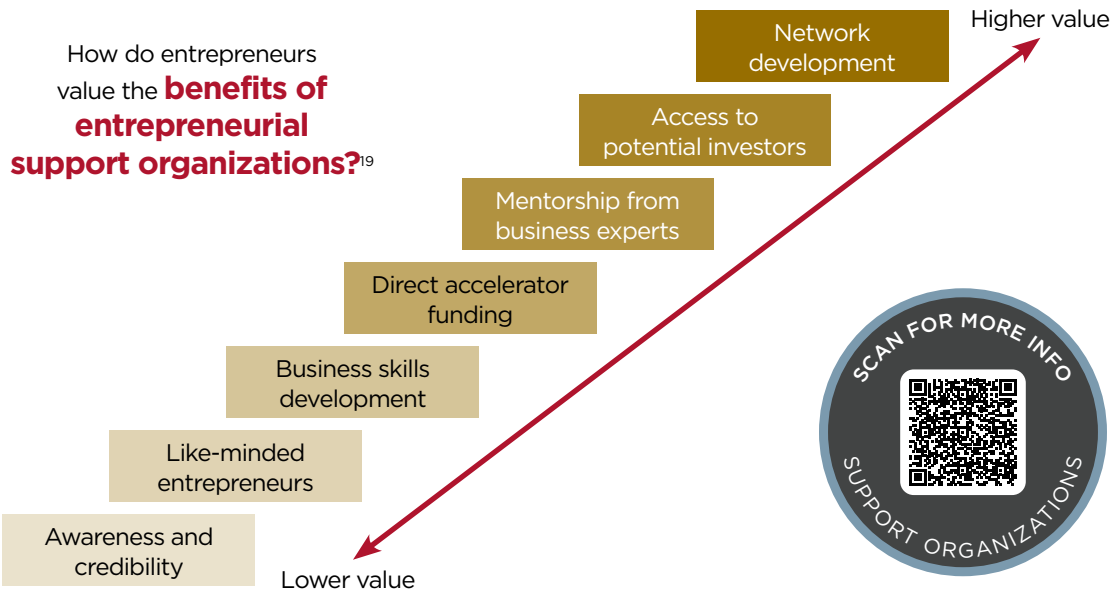 How do entrepreneurs
value the benefits of
entrepreneurial
support organizations?19
Higher value
Network
development
Access to
potential investors
Mentorship from
business experts
Direct accelerator
funding
Business skills
development
Like-minded
entrepreneurs
Awareness and
credibility
Lower value
SCAN FOR MORE INFO
SUPPORT ORGANIZATIONS